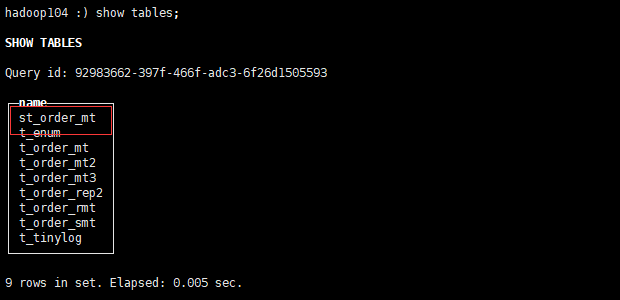 hadoop104 :) show tables;
SHOW TABLES
Query id: 92983662-397f-466f-adc3-6f26d1505593
name
st_order_mt
t_enum
t_order_mt
t_order_mt2
t_order_mt3
t_order_rep2
t_order_rmt
t_order_smt
t_tinylog
9 rows in set. Elapsed: 0.005 sec.